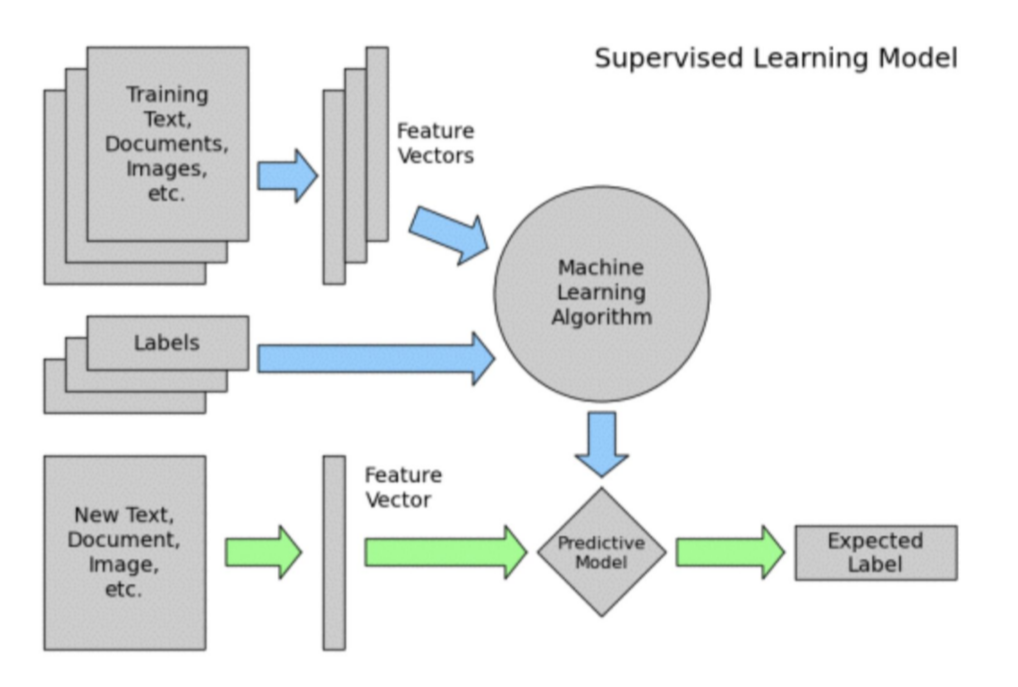 Supervised Learning Model
Training
Text,
Documents,
Images,
etc.
Feature
Vectors
Machine
Learning
Algorithm
Labels
New Text,
Document,
Image,
etc.
Feature
Vector
Predictive
Model
Expected
Label